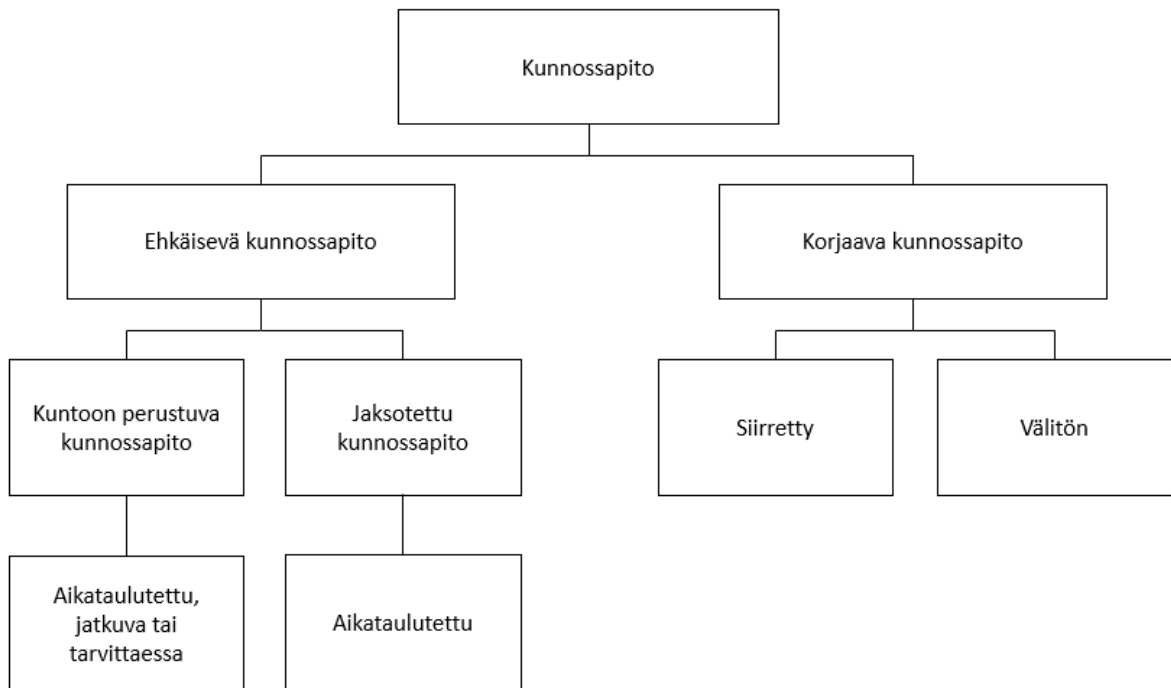 Kunnossapito
Ehkäisevä kunnossapito
Korjaava kunnossapito
Kuntoon perustuva
kunnossapito
Jaksotettu
kunnossapito
Siirretty
Välitön
Aikataulutettu,
jatkuva tai
tarvittaessa
Aikataulutettu